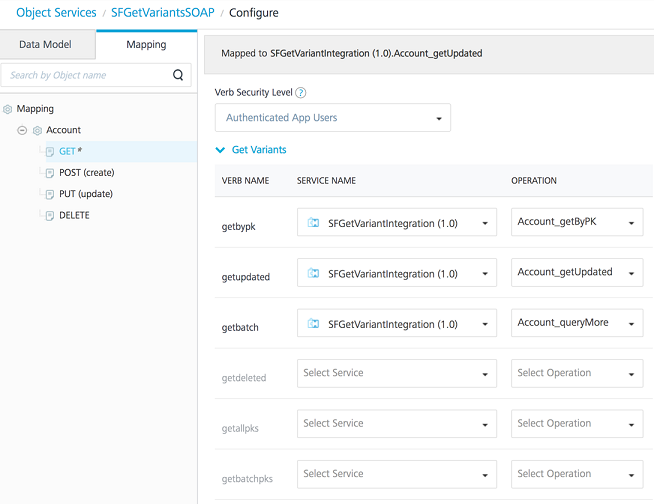 Object Services / SFGetVariantsSOAP / Configure
Data Model
Mapping
Search by Object name
Mapping
Account
GET *
POST (create)
PUT (update)
DELETE
Mapped to SFGetVariantIntegration (1.0).Account_getUpdated
Verb Security Level ?
Authenticated App Users
Get Variants
VERB NAME SERVICE NAME OPERATION
getbypk SFGetVariantIntegration (1.0) Account_getByPK
getupdated SFGetVariantIntegration (1.0) Account_getUpdated
getbatch SFGetVariantIntegration (1.0) Account_queryMore
getdeleted Select Service Select Operation
getallpks Select Service Select Operation
getbatchpks Select Service Select Operation